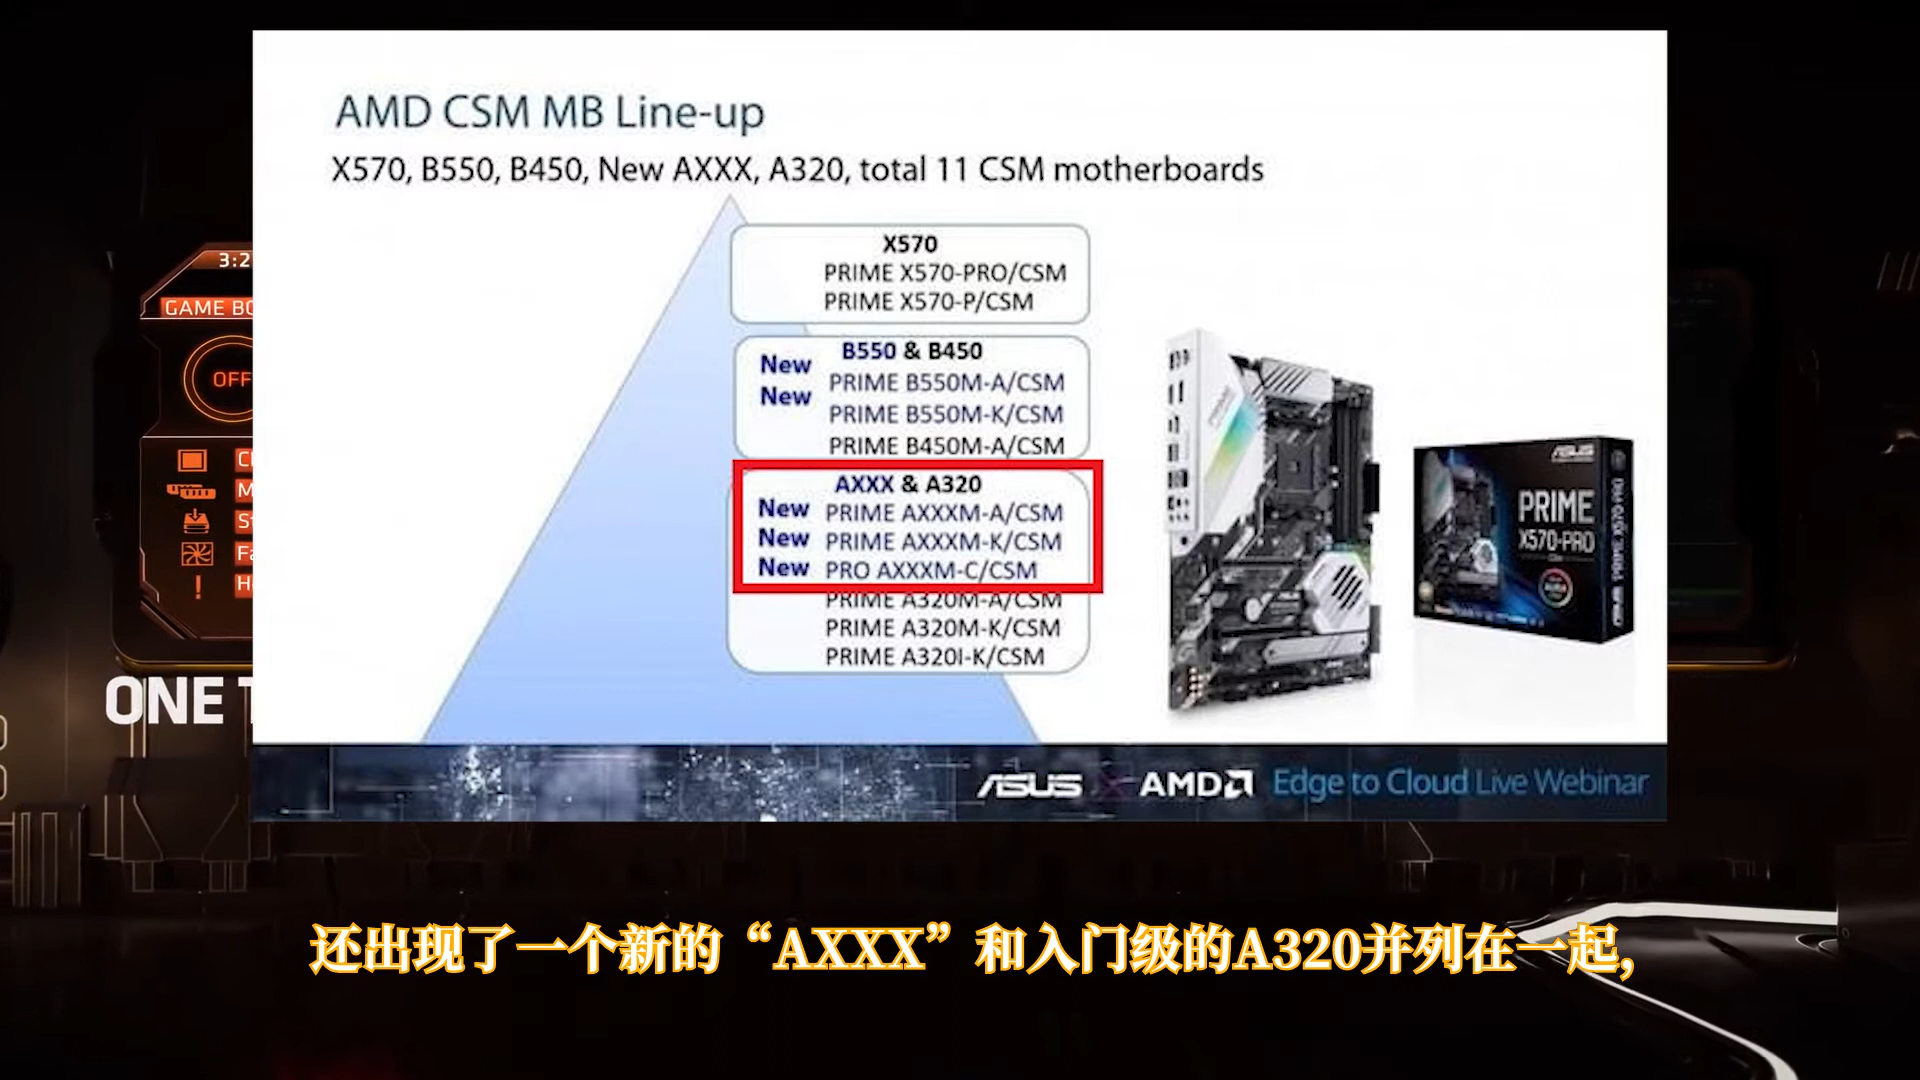 AMD CSM MB Line-up
X570, B550, B450, New AXXX, A320, total 11 CSM motherboards
X570
PRIME X570-PRO/CSM
PRIME X570-P/CSM
B550 & B450
New PRIME B550M-A/CSM
New PRIME B550M-K/CSM
PRIME B450M-A/CSM
AXXX & A320
New PRIME AXXXM-A/CSM
New PRIME AXXXM-K/CSM
New PRO AXXXM-C/CSM
PRIME A320M-A/CSM
PRIME A320M-K/CSM
PRIME A320I-K/CSM
ASUS
PRIME
X570-PRO
3:2
GAME BO
OFF
ONE T
ASUS X AMD Edge to Cloud Live Webinar
还出现了一个新的“AXXX”和入门级的A320并列在一起,